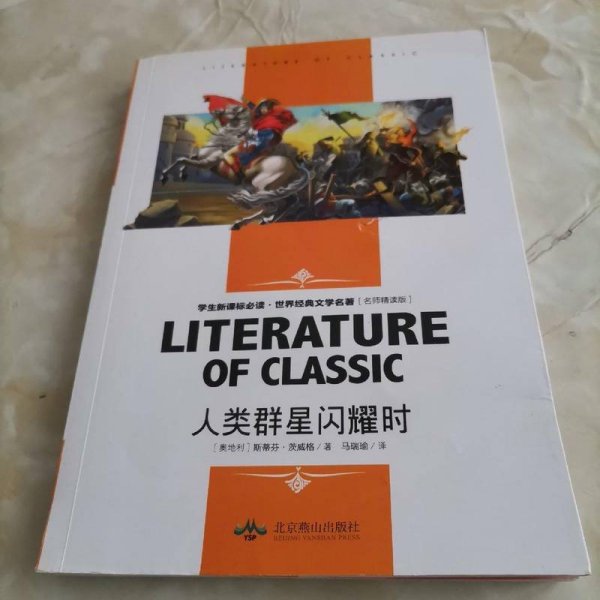 LITERATURE OF CLASSIC
学生新课标必读·世界经典文学名著［名师精读版］
LITERATURE
OF CLASSIC
人类群星闪耀时
［奥地利］斯蒂芬·茨威格／著 马瑞瑜／译
YSP
北京燕山出版社
BEIJING YANSHAN PRESS